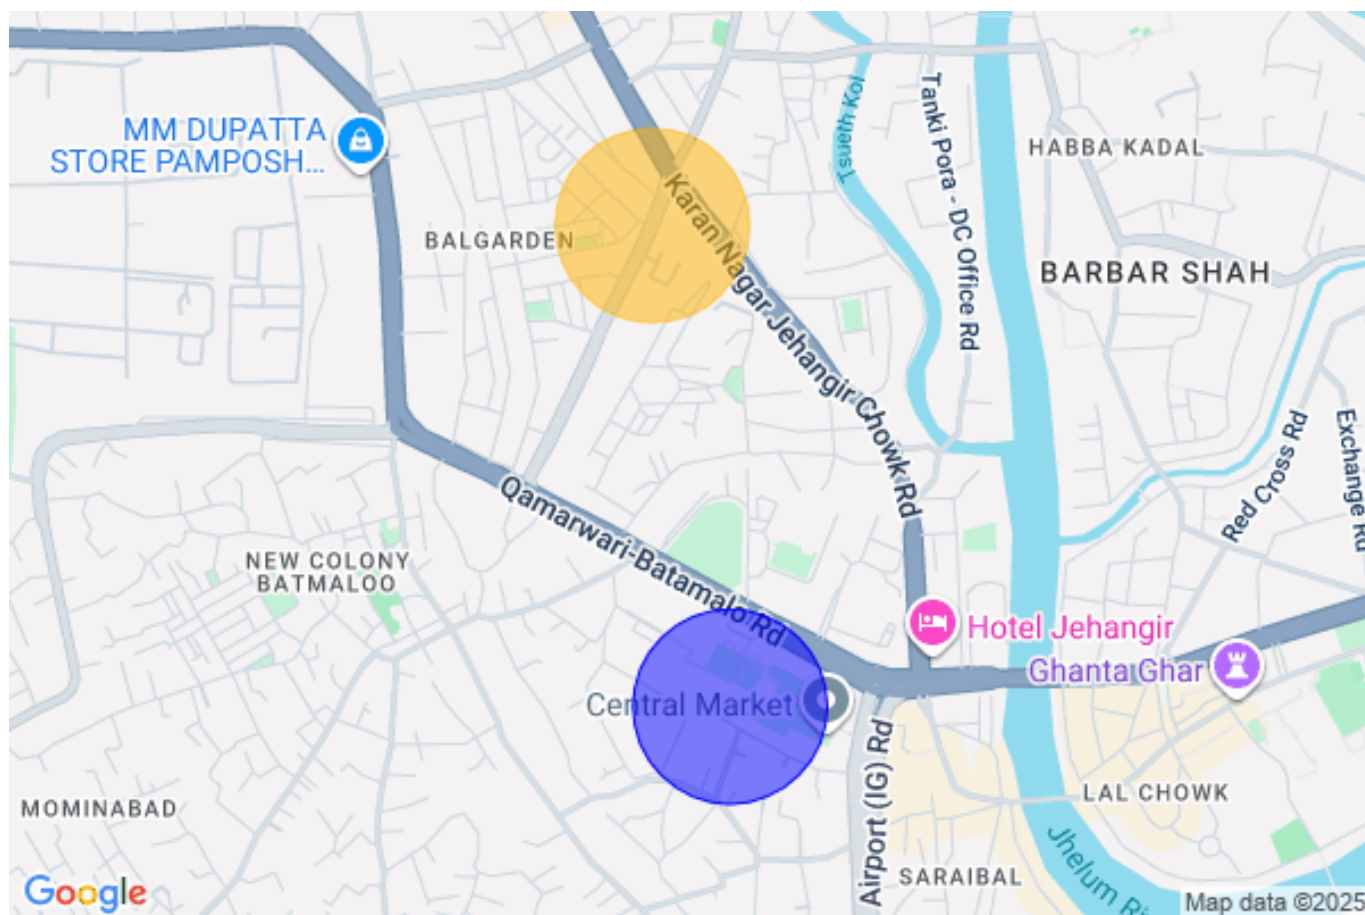 MM DUPATTA
STORE PAMPOSH...
Tsueth Kol
Tanki Pora - DC Office Rd
HABBA KADAL
Karan Nagar Jehangir Chowk Rd
BALGARDEN
BARBAR SHAH
Red Cross Rd
Exchange Rd
Qamarwari-Batamalo Rd
NEW COLONY
BATMALOO
Hotel Jehangir
Ghanta Ghar
Central Market
Airport (IG) Rd
MOMINABAD
LAL CHOWK
SARAIBAL
Jhelum Ri
Google
Map data ©2025